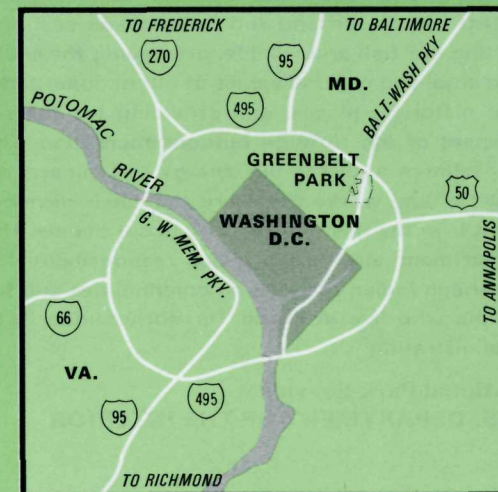 TO FREDERICK
TO BALTIMORE
270
95
MD.
BALT-WASH PKY
495
POTOMAC
RIVER
GREENBELT
PARK
50
WASHINGTON
D.C.
G. W. MEM. PKY.
TO ANNAPOLIS
66
VA.
495
95
TO RICHMOND